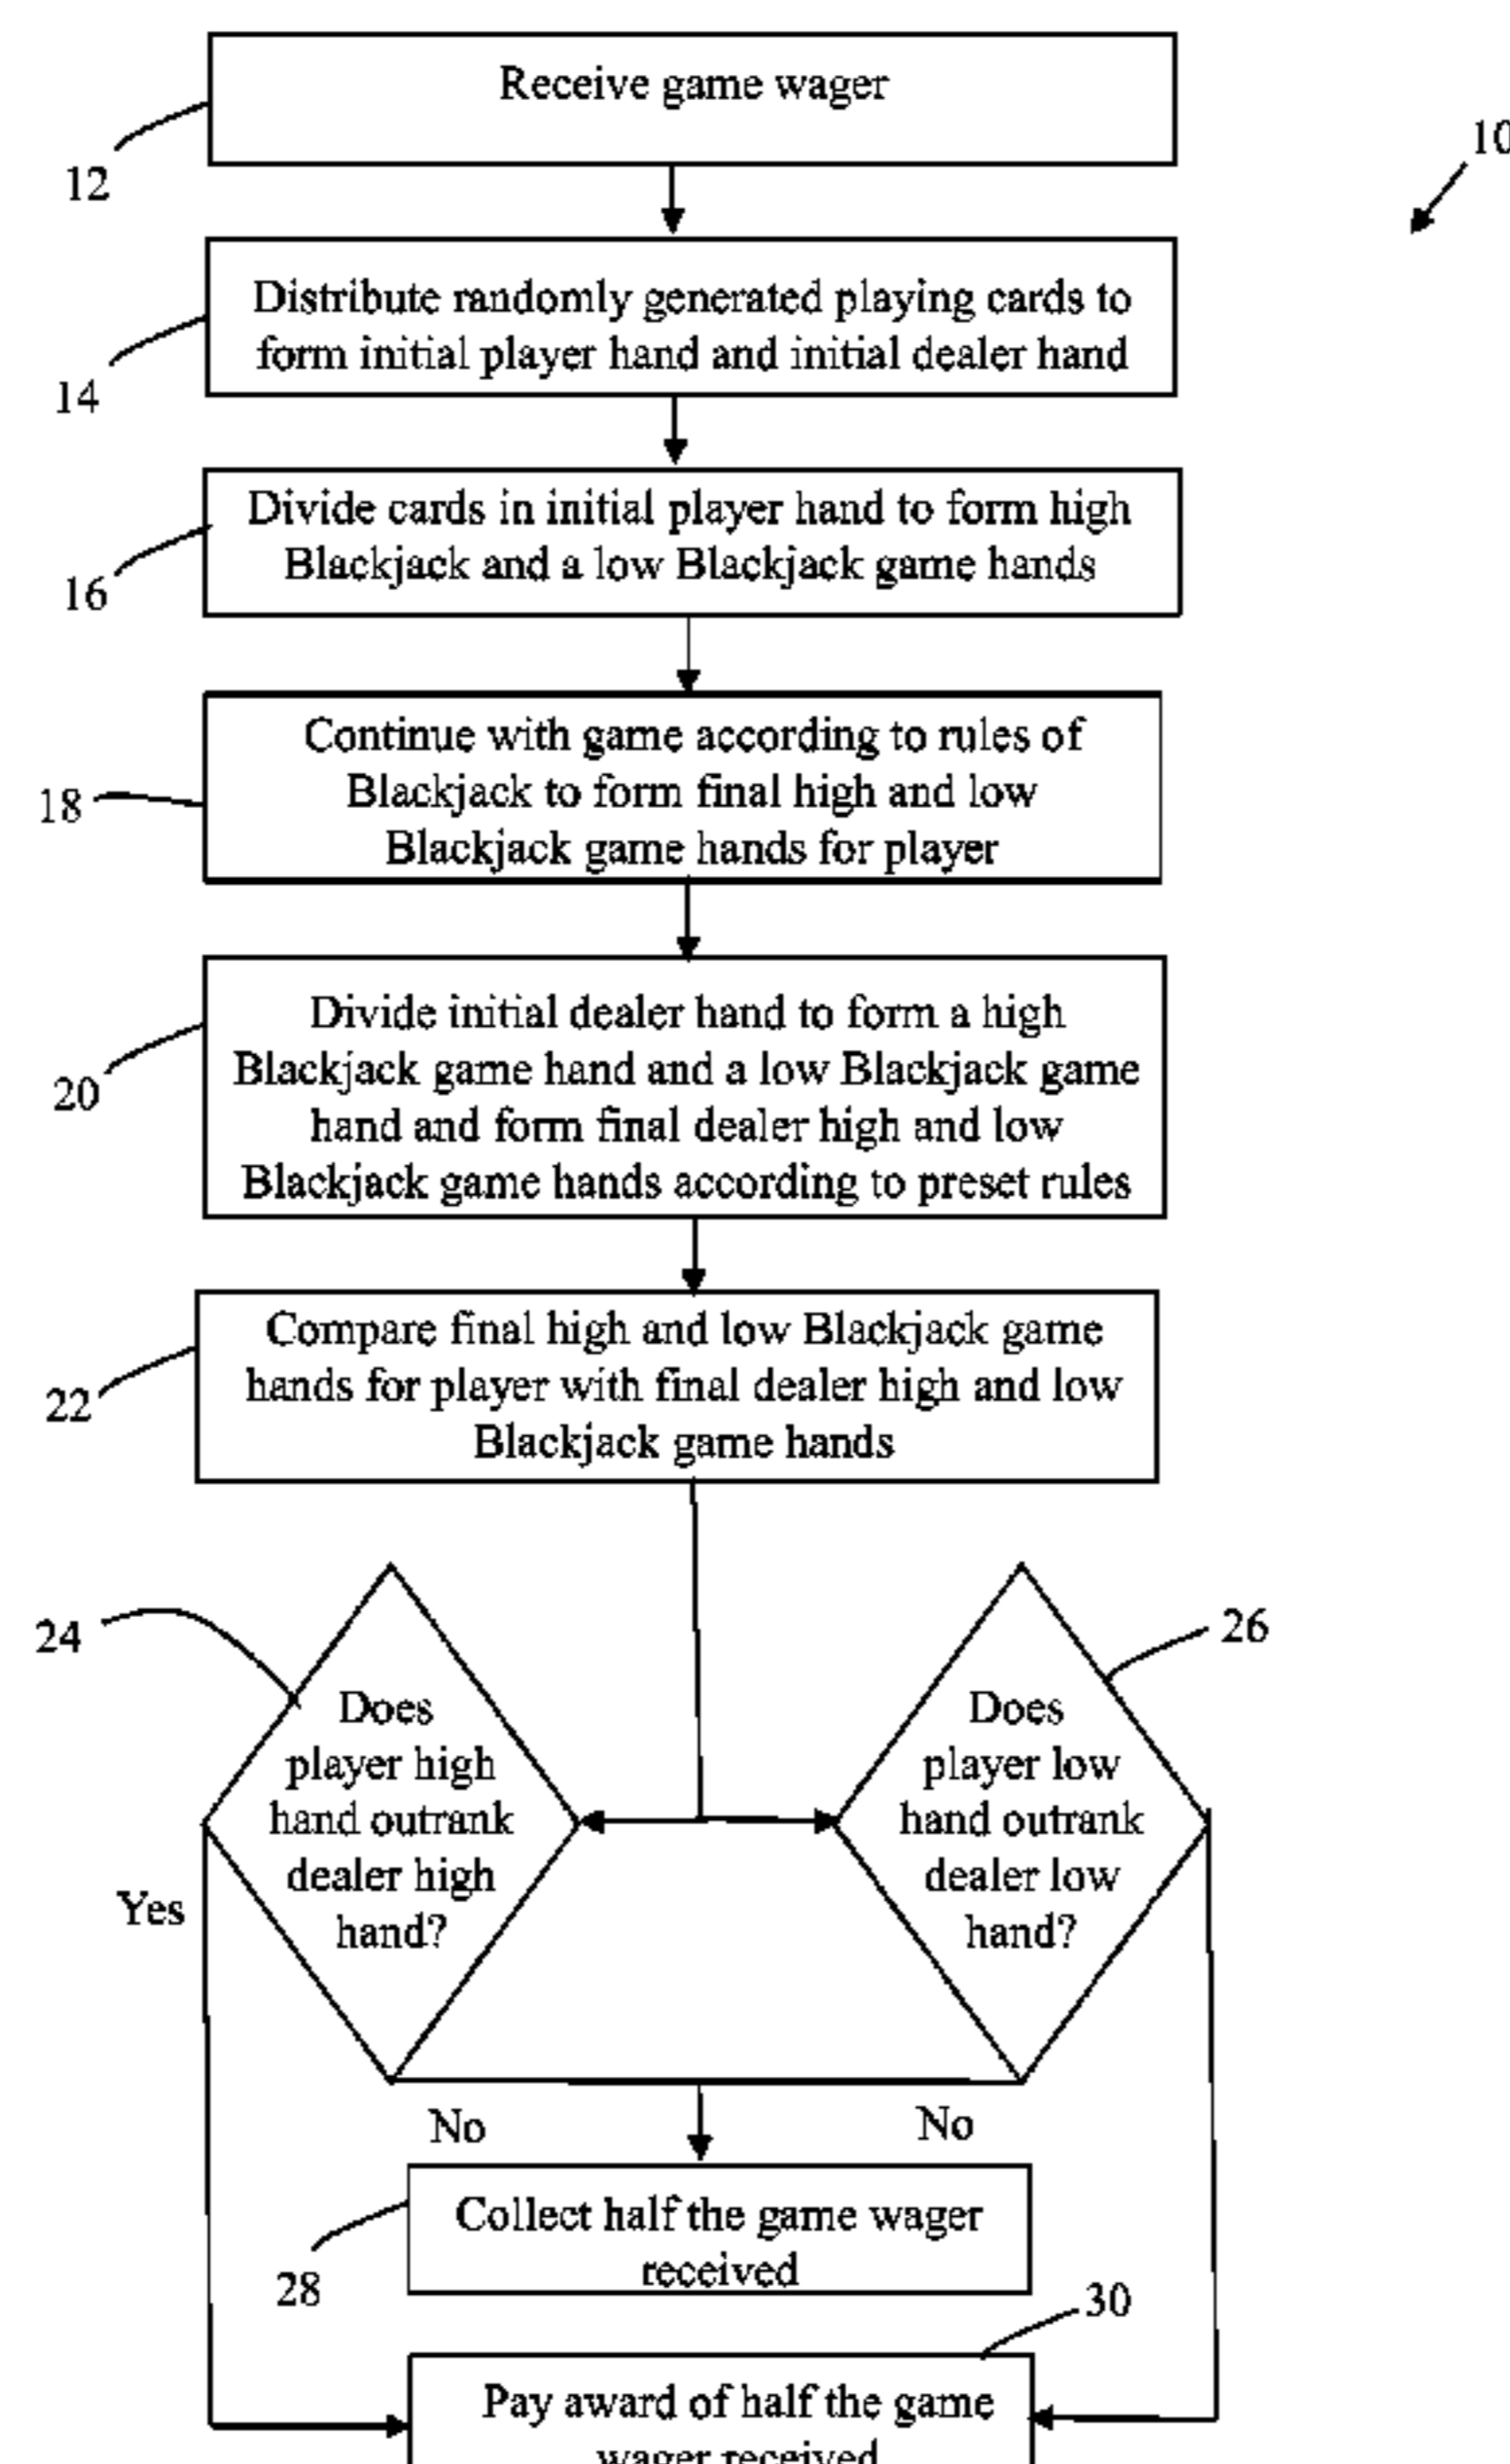 Receive game wager
12
10
Distribute randomly generated playing cards to
form initial player hand and initial dealer hand
14
Divide cards in initial player hand to form high
Blackjack and a low Blackjack game hands
16
Continue with game according to rules of
Blackjack to form final high and low
Blackjack game hands for player
18
Divide initial dealer hand to form a high
Blackjack game hand and a low Blackjack game
hand and form final dealer high and low
Blackjack game hands according to preset rules
20
Compare final high and low Blackjack game
hands for player with final dealer high and low
Blackjack game hands
22
24
Does
player high
hand outrank
dealer high
hand?
26
Does
player low
hand outrank
dealer low
hand?
Yes
No
No
Collect half the game wager
received
28
30
Pay award of half the game
wager received